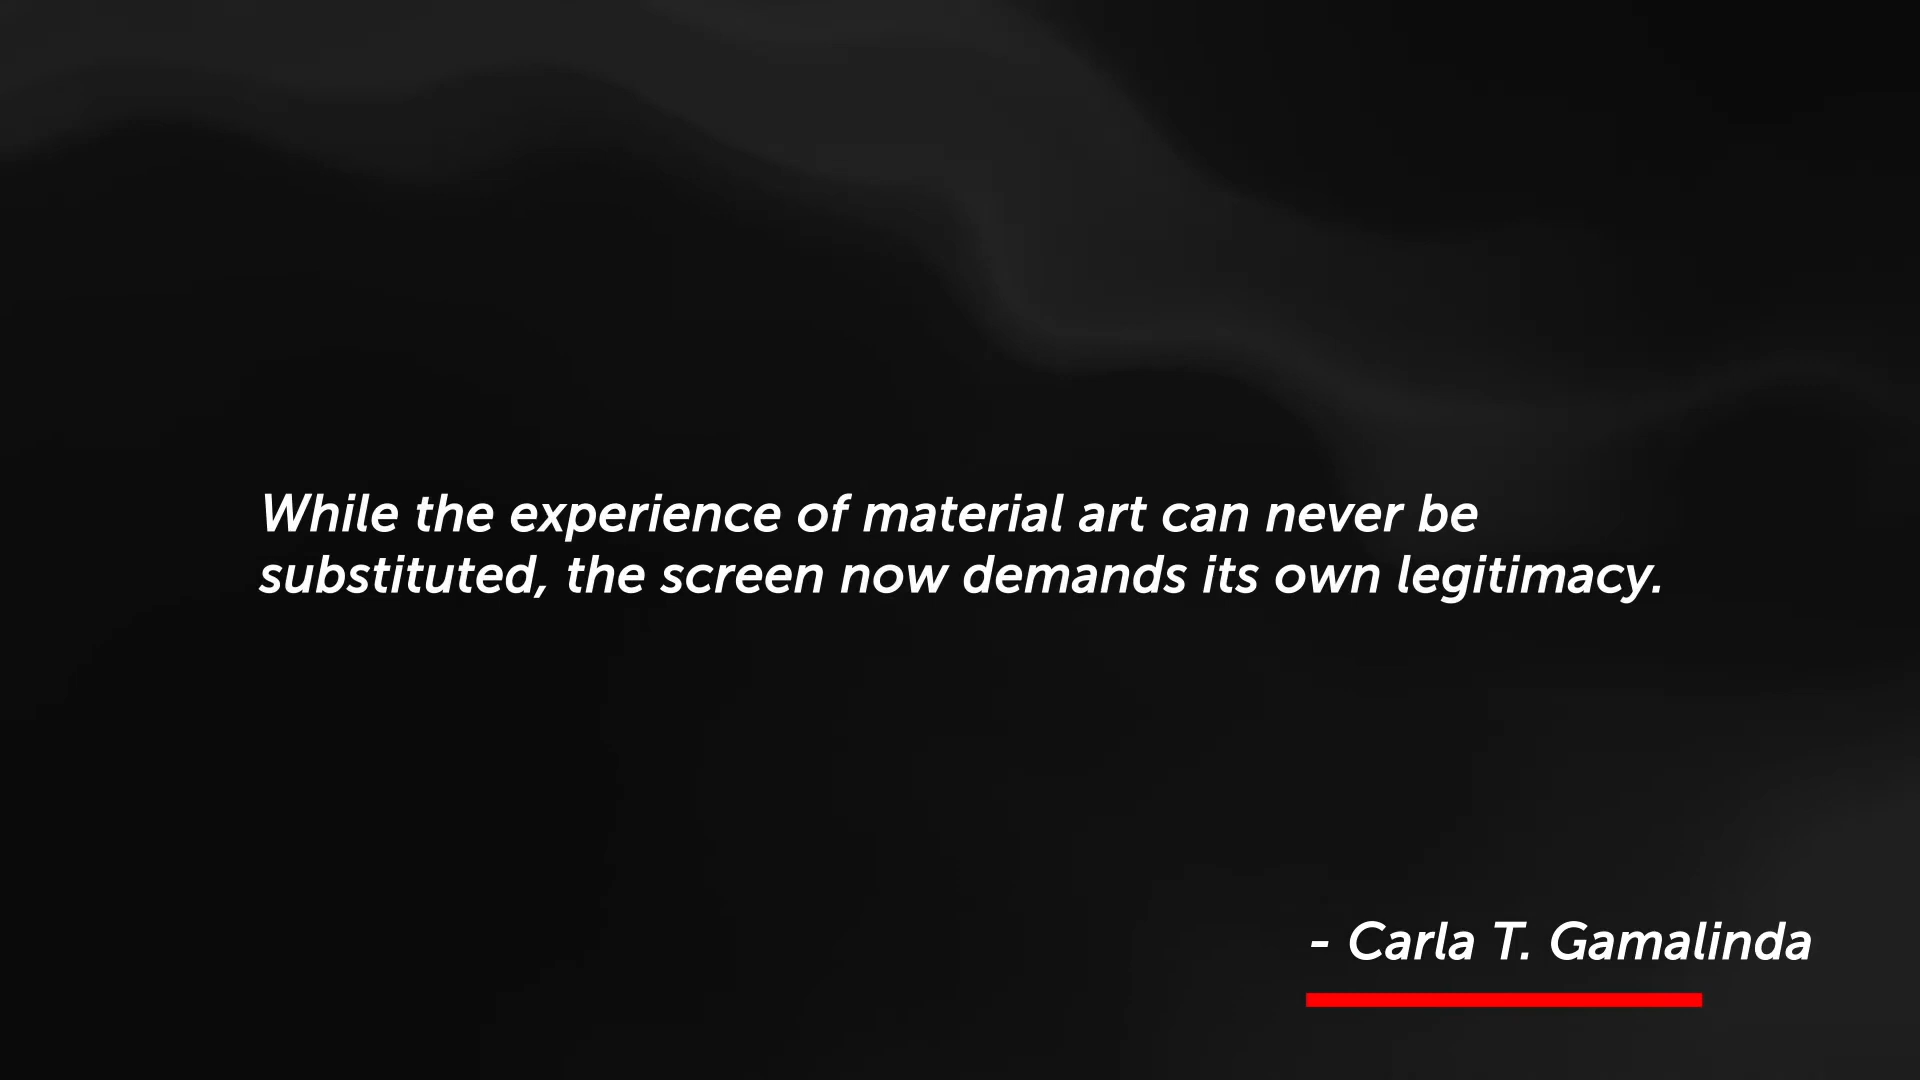 While the experience of material art can never be
substituted, the screen now demands its own legitimacy.
- Carla T. Gamalinda